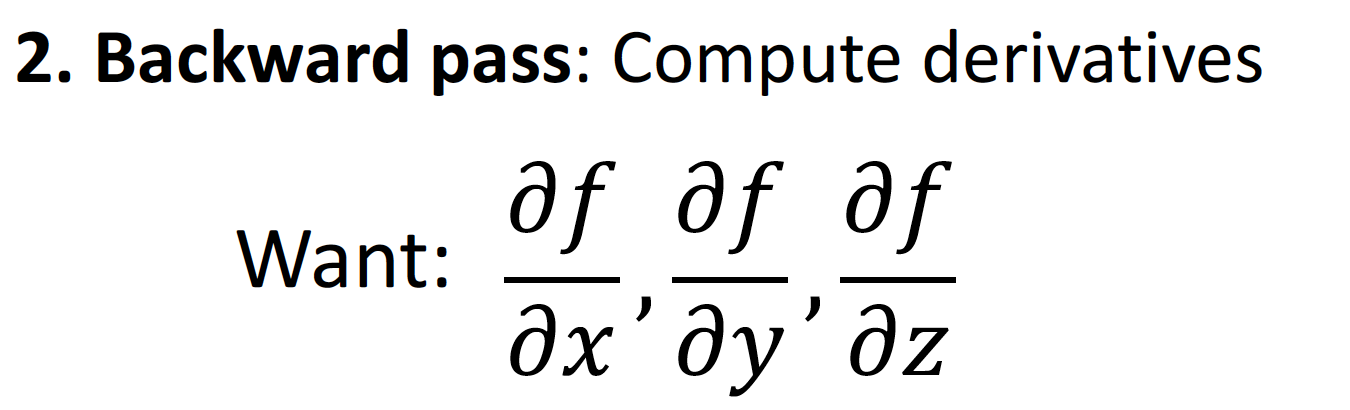 2. Backward pass: Compute derivatives
Want: ∂f/∂x, ∂f/∂y, ∂f/∂z